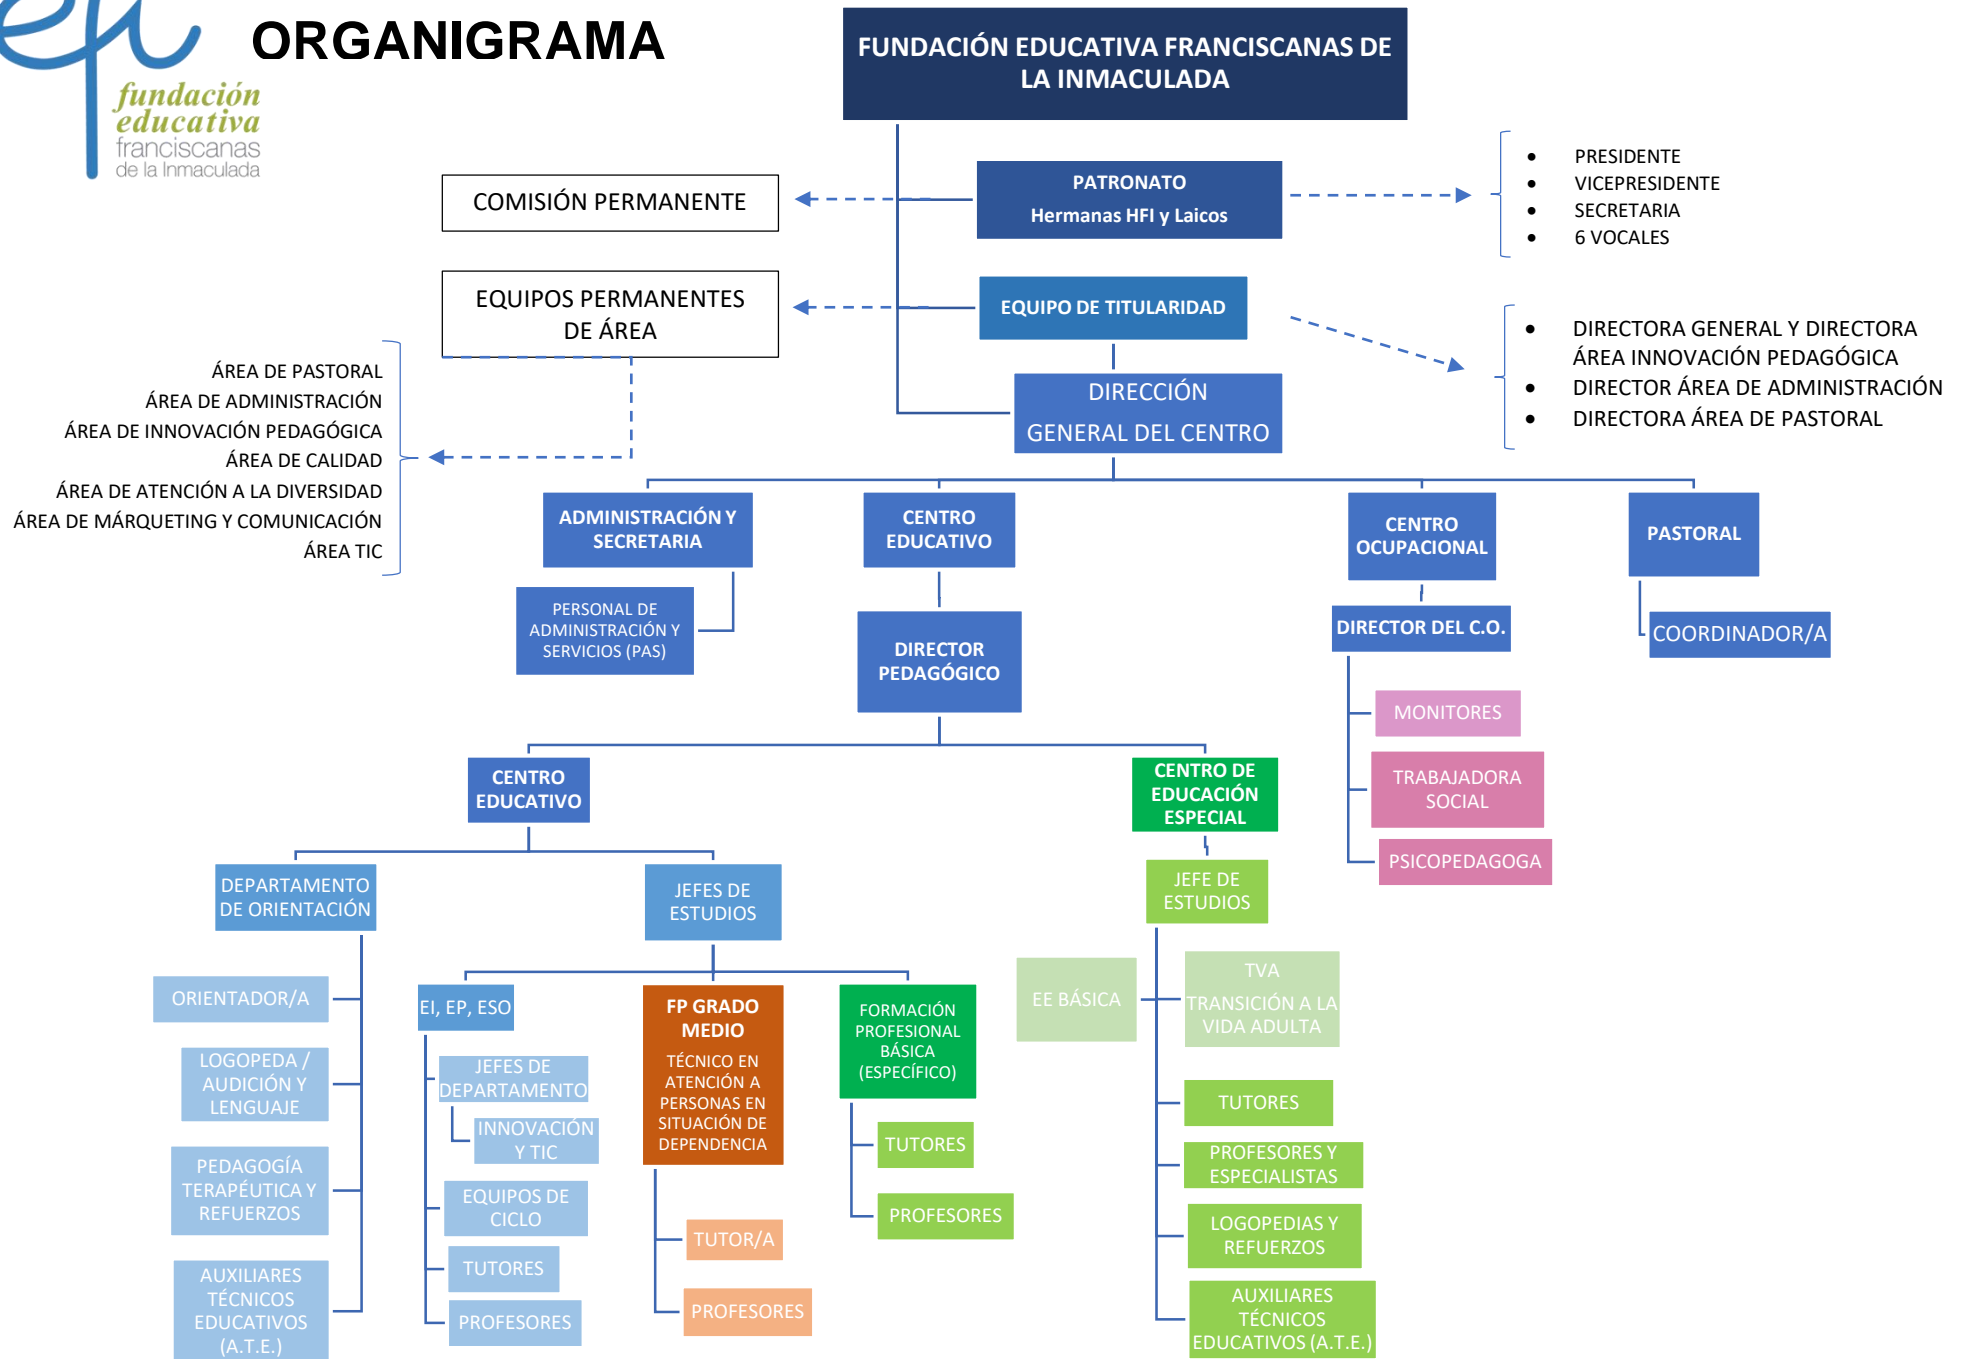 efi
ORGANIGRAMA
fundación
educativa
franciscanas
de la Inmaculada
FUNDACIÓN EDUCATIVA FRANCISCANAS DE
LA INMACULADA
COMISIÓN PERMANENTE
PATRONATO
Hermanas HFI y Laicos
• PRESIDENTE
• VICEPRESIDENTE
• SECRETARIA
• 6 VOCALES
EQUIPOS PERMANENTES
DE ÁREA
EQUIPO DE TITULARIDAD
• DIRECTORA GENERAL Y DIRECTORA
ÁREA INNOVACIÓN PEDAGÓGICA
• DIRECTOR ÁREA DE ADMINISTRACIÓN
• DIRECTORA ÁREA DE PASTORAL
ÁREA DE PASTORAL
ÁREA DE ADMINISTRACIÓN
ÁREA DE INNOVACIÓN PEDAGÓGICA
ÁREA DE CALIDAD
ÁREA DE ATENCIÓN A LA DIVERSIDAD
ÁREA DE MÁRQUETING Y COMUNICACIÓN
ÁREA TIC
DIRECCIÓN
GENERAL DEL CENTRO
ADMINISTRACIÓN Y
SECRETARIA
CENTRO
EDUCATIVO
CENTRO
OCUPACIONAL
PASTORAL
PERSONAL DE
ADMINISTRACIÓN Y
SERVICIOS (PAS)
DIRECTOR
PEDAGÓGICO
DIRECTOR DEL C.O.
COORDINADOR/A
MONITORES
TRABAJADORA
SOCIAL
PSICOPEDAGOGA
CENTRO
EDUCATIVO
CENTRO DE
EDUCACIÓN
ESPECIAL
DEPARTAMENTO
DE ORIENTACIÓN
JEFES DE
ESTUDIOS
JEFE DE
ESTUDIOS
ORIENTADOR/A
LOGOPEDA /
AUDICIÓN Y
LENGUAJE
PEDAGOGÍA
TERAPÉUTICA Y
REFUERZOS
AUXILIARES
TÉCNICOS
EDUCATIVOS
(A.T.E.)
EI, EP, ESO
JEFES DE
DEPARTAMENTO
INNOVACIÓN
Y TIC
EQUIPOS DE
CICLO
TUTORES
PROFESORES
FP GRADO
MEDIO
TÉCNICO EN
ATENCIÓN A
PERSONAS EN
SITUACIÓN DE
DEPENDENCIA
TUTOR/A
PROFESORES
FORMACIÓN
PROFESIONAL
BÁSICA
(ESPECÍFICO)
TUTORES
PROFESORES
EE BÁSICA
TVA
TRANSICIÓN A LA
VIDA ADULTA
TUTORES
PROFESORES Y
ESPECIALISTAS
LOGOPEDIAS Y
REFUERZOS
AUXILIARES
TÉCNICOS
EDUCATIVOS (A.T.E.)